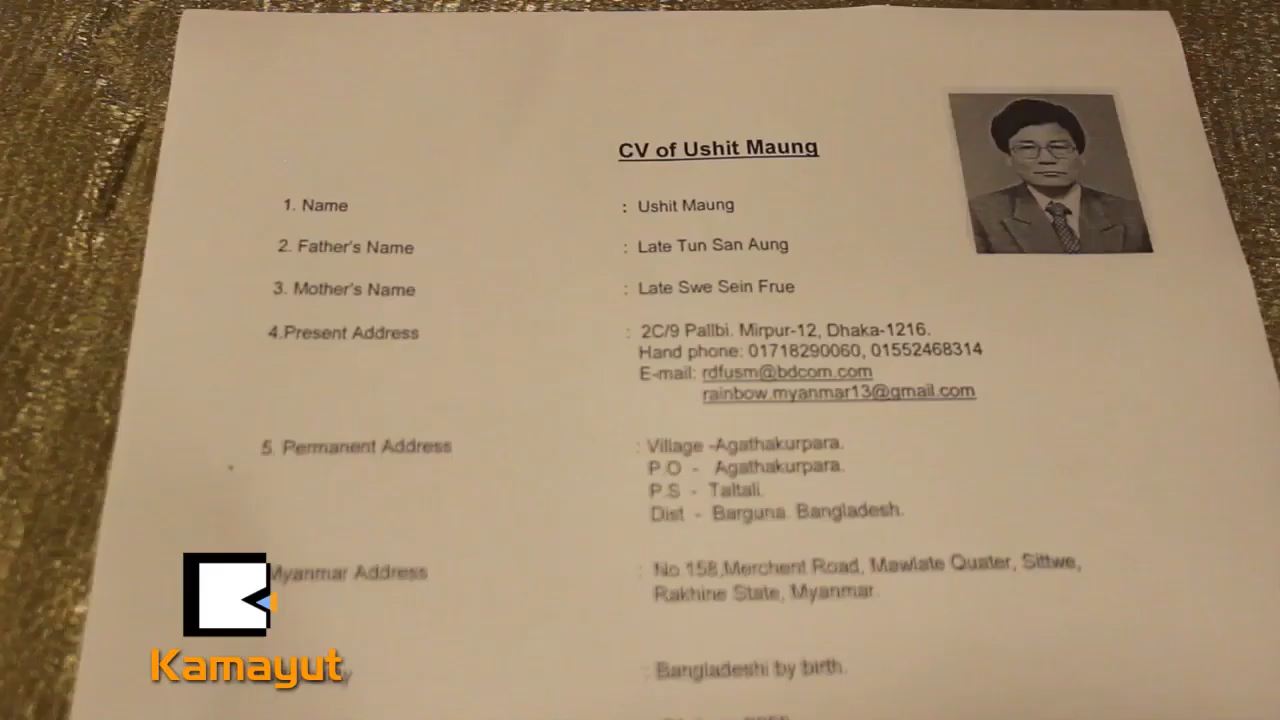 CV of Ushit Maung
1. Name : Ushit Maung
2. Father's Name : Late Tun San Aung
3. Mother's Name : Late Swe Sein Frue
4.Present Address : 2C/9 Pallbi. Mirpur-12, Dhaka-1216.
Hand phone: 01718290060, 01552468314
E-mail: rdfusm@bdcom.com
rainbow.myanmar13@gmail.com
5. Permanent Address : Village -Agathakurpara.
P.O - Agathakurpara.
P.S - Taltali.
Dist - Barguna. Bangladesh.
Myanmar Address : No 158,Merchent Road, Mawlate Quater, Sittwe,
Rakhine State, Myanmar.
: Bangladeshi by birth.
Kamayut